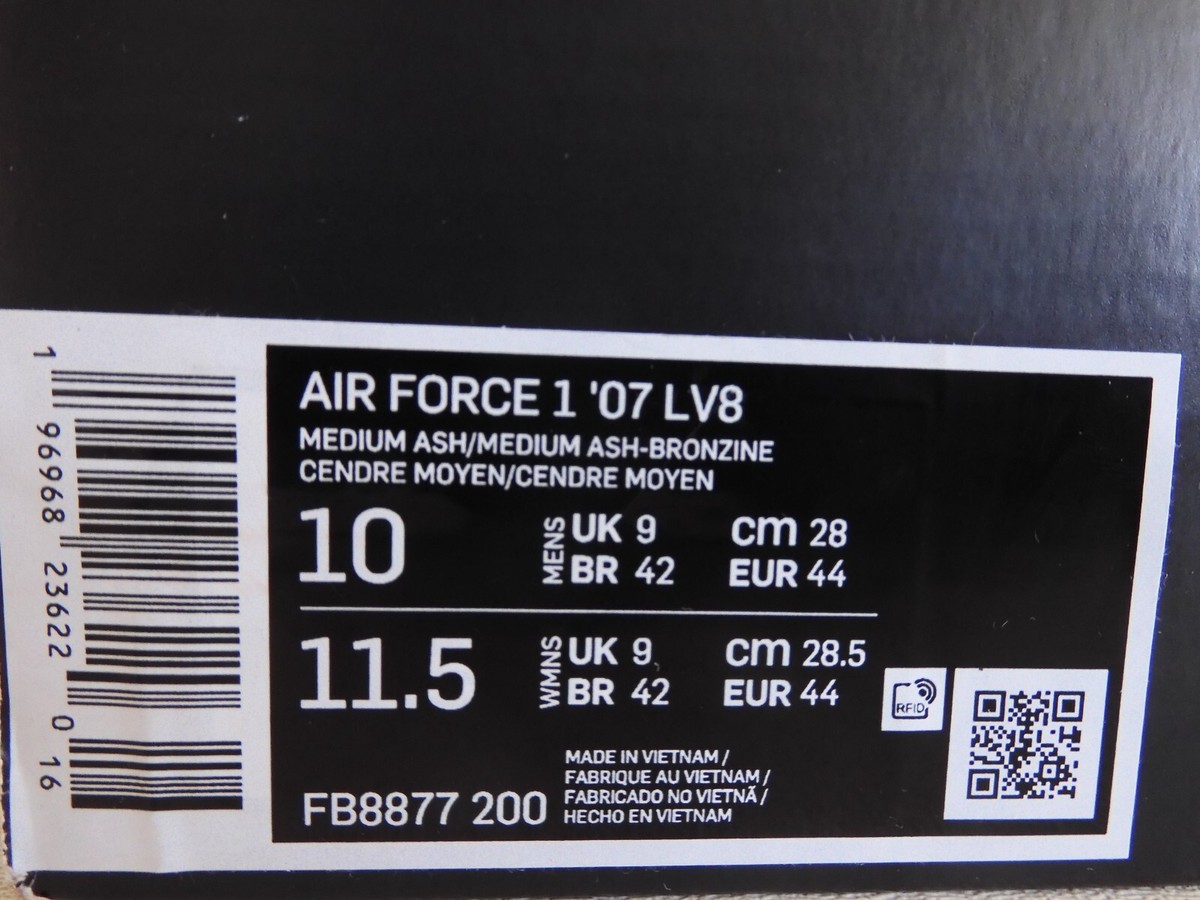 AIR FORCE 1 '07 LV8
MEDIUM ASH/MEDIUM ASH-BRONZINE
CENDRE MOYEN/CENDRE MOYEN
10 MENS UK 9 cm 28
BR 42 EUR 44
11.5 WMNS UK 9 cm 28.5
BR 42 EUR 44
RFID
MADE IN VIETNAM /
FABRIQUE AU VIETNAM /
FABRICADO NO VIETNÃ /
HECHO EN VIETNAM
FB8877 200
1 96968 23622 0 16